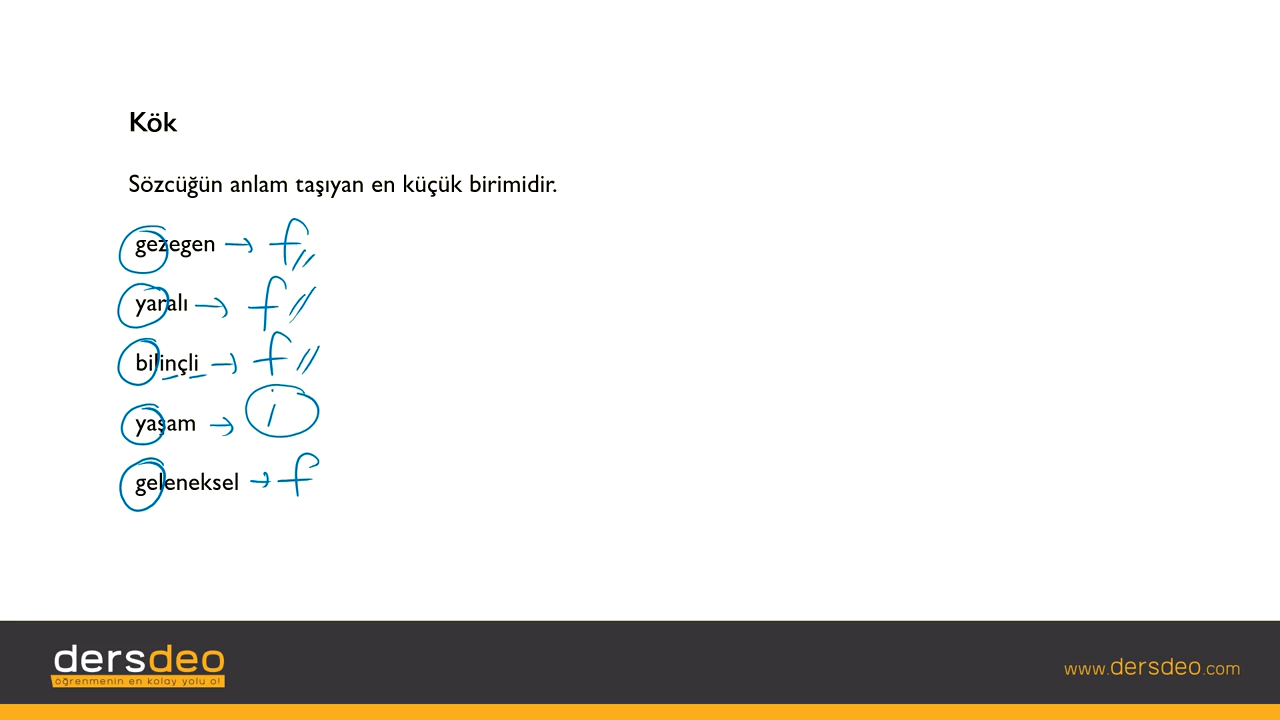 Kök
Sözcüğün anlam taşıyan en küçük birimidir.
gezegen → f
yaralı → f
bilinçli → f
yaşam → i
geleneksel → f
dersdeo
öğrenmenin en kolay yolu o!
www.dersdeo.com